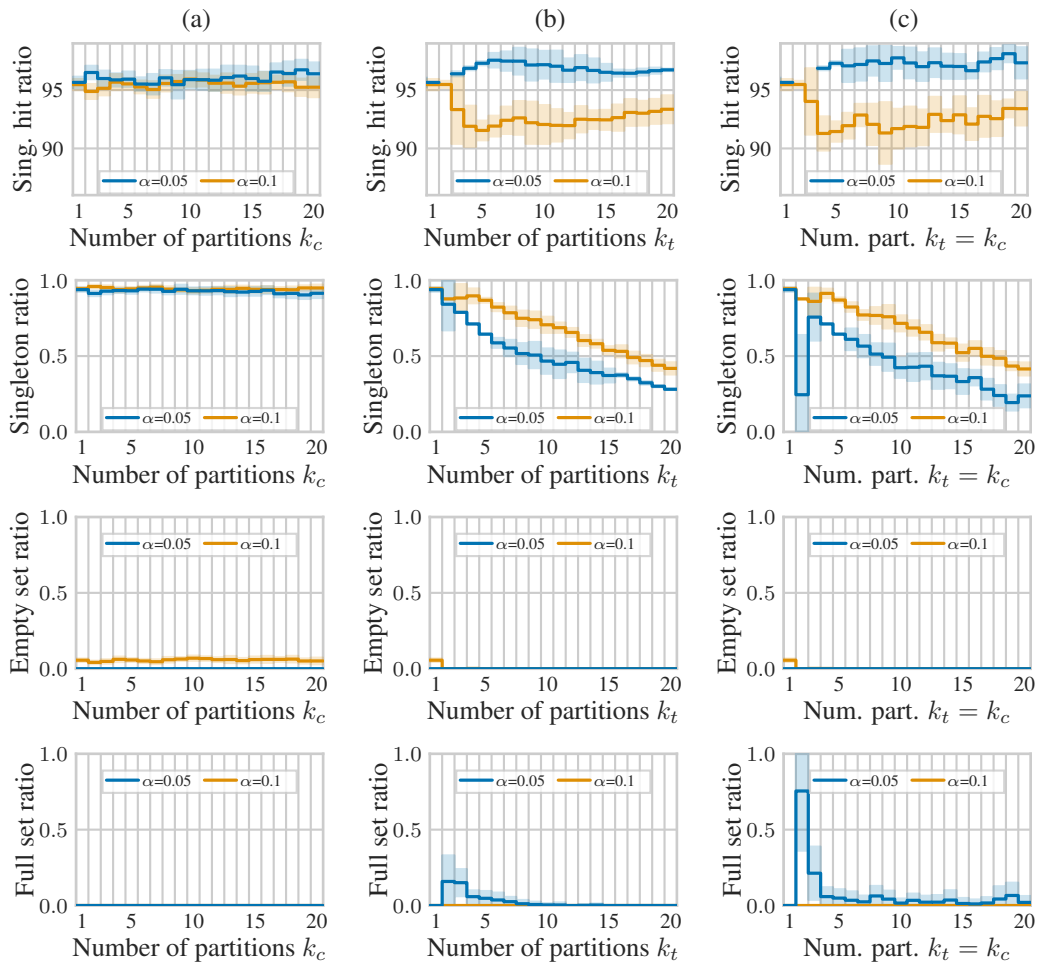 (a) (b) (c)
Sing. hit ratio
95
90
α=0.05 α=0.1
1 5 10 15 20
Number of partitions k_c
Sing. hit ratio
95
90
α=0.05 α=0.1
1 5 10 15 20
Number of partitions k_t
Sing. hit ratio
95
90
α=0.05 α=0.1
1 5 10 15 20
Num. part. k_t = k_c
Singleton ratio
1.0
0.5
0.0
α=0.05 α=0.1
1 5 10 15 20
Number of partitions k_c
Singleton ratio
1.0
0.5
0.0
α=0.05 α=0.1
1 5 10 15 20
Number of partitions k_t
Singleton ratio
1.0
0.5
0.0
α=0.05 α=0.1
1 5 10 15 20
Num. part. k_t = k_c
Empty set ratio
1.0
0.5
0.0
α=0.05 α=0.1
1 5 10 15 20
Number of partitions k_c
Empty set ratio
1.0
0.5
0.0
α=0.05 α=0.1
1 5 10 15 20
Number of partitions k_t
Empty set ratio
1.0
0.5
0.0
α=0.05 α=0.1
1 5 10 15 20
Num. part. k_t = k_c
Full set ratio
1.0
0.5
0.0
α=0.05 α=0.1
1 5 10 15 20
Number of partitions k_c
Full set ratio
1.0
0.5
0.0
α=0.05 α=0.1
1 5 10 15 20
Number of partitions k_t
Full set ratio
1.0
0.5
0.0
α=0.05 α=0.1
1 5 10 15 20
Num. part. k_t = k_c